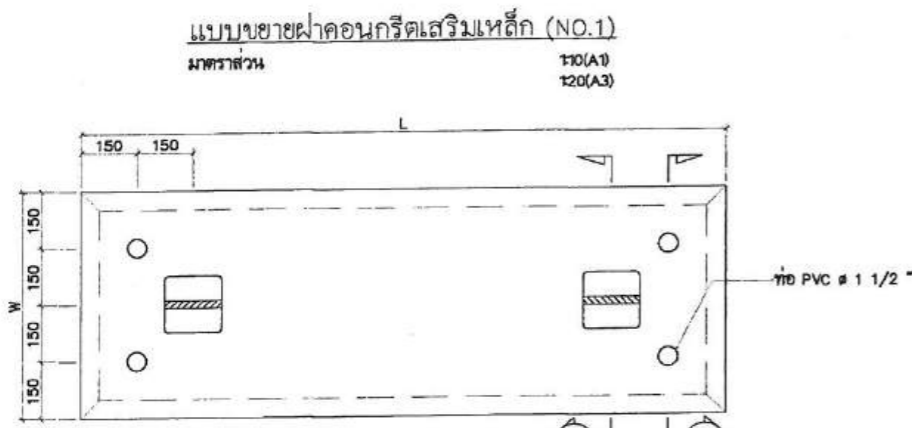 แบบขยายฝาคอนกรีตเสริมเหล็ก (NO.1)
มาตราส่วน 1:10(A1)
1:20(A3)
L
150 150
W
150
150
150
150
ท่อ PVC ø 1 1/2 "